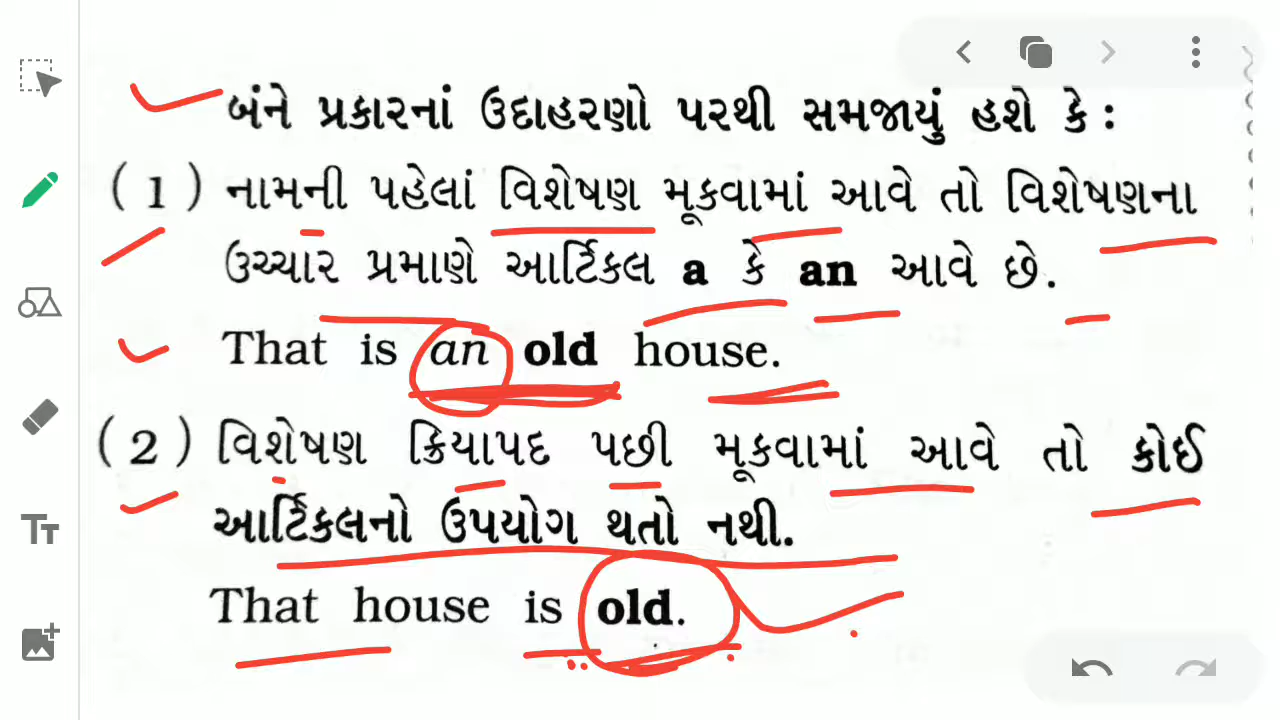 બંને પ્રકારનાં ઉદાહરણો પરથી સમજાયું હશે કે :
(1) નામની પહેલાં વિશેષણ મૂકવામાં આવે તો વિશેષણના
ઉચ્ચાર પ્રમાણે આર્ટિકલ a કે an આવે છે.
That is an old house.
(2) વિશેષણ ક્રિયાપદ પછી મૂકવામાં આવે તો કોઈ
આર્ટિકલનો ઉપયોગ થતો નથી.
That house is old.
Tт